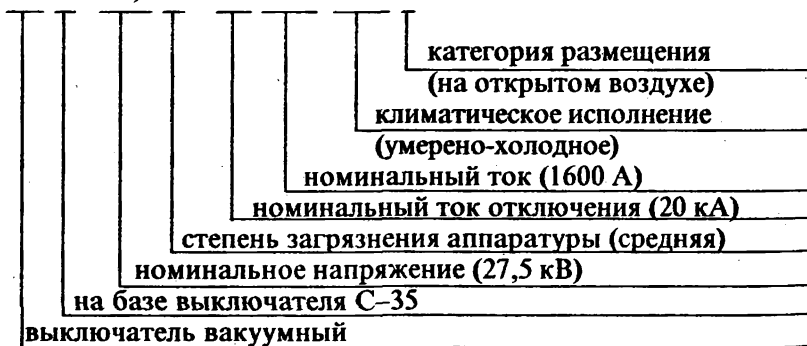 категория размещения
(на открытом воздухе)
климатическое исполнение
(умерено-холодное)
номинальный ток (1600 А)
номинальный ток отключения (20 кА)
степень загрязнения аппаратуры (средняя)
номинальное напряжение (27,5 кВ)
на базе выключателя С–35
выключатель вакуумный